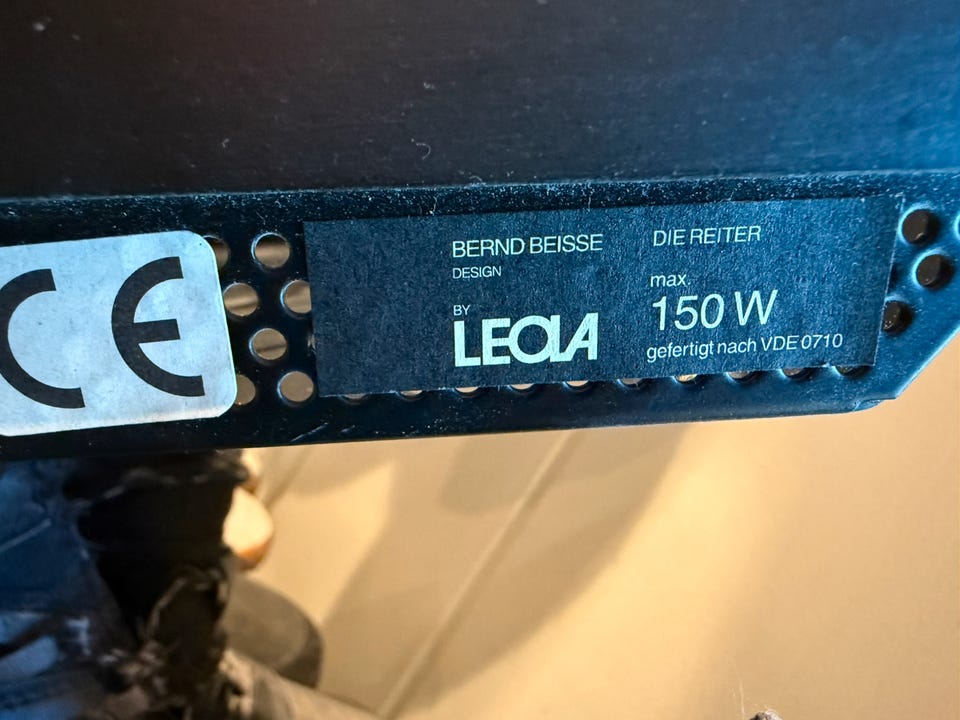 CE
BERND BEISSE
DESIGN
BY
LEOLA
DIE REITER
max.
150 W
gefertigt nach VDE 0710